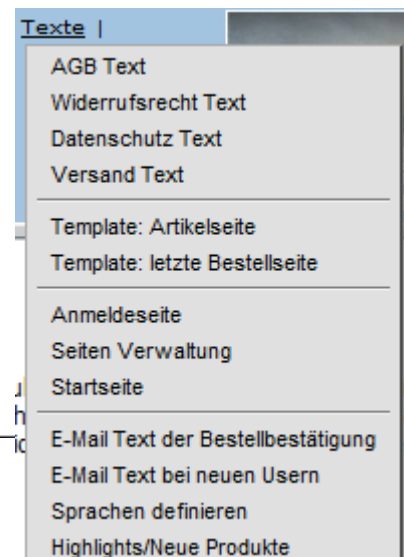 Texte |
AGB Text
Widerrufsrecht Text
Datenschutz Text
Versand Text
Template: Artikelseite
Template: letzte Bestellseite
Anmeldeseite
Seiten Verwaltung
Startseite
E-Mail Text der Bestellbestätigung
E-Mail Text bei neuen Usern
Sprachen definieren
Highlights/Neue Produkte